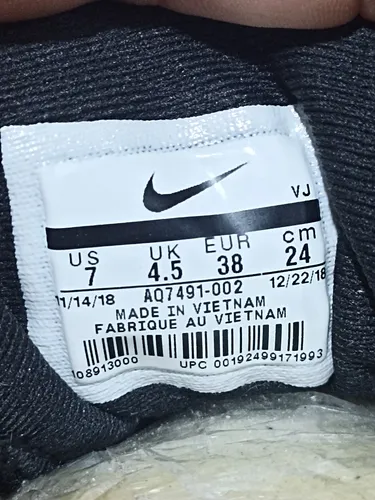 VJ
US UK EUR cm
7 4.5 38 24
11/14/18 AQ7491-002 12/22/18
MADE IN VIETNAM
FABRIQUE AU VIETNAM
108913000 UPC 00192499171993